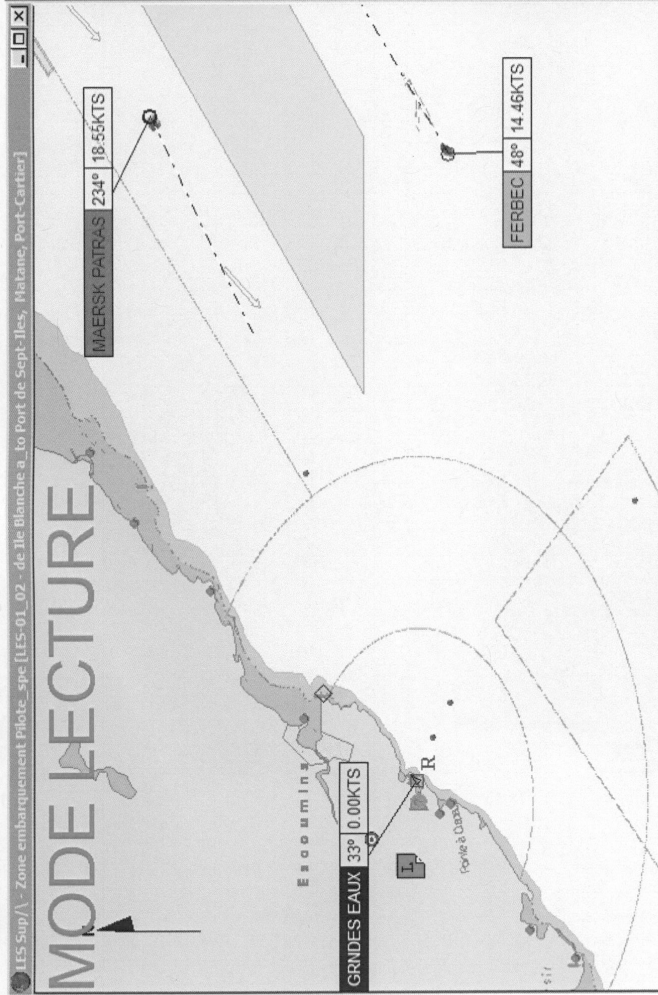 LES Sup/\ - Zone embarquement Pilote_spe [LES-01_02 - de Ile Blanche a_to Port de Sept-Iles, Matane, Port-Cartier]
MODE LECTURE
MAERSK PATRAS 234° 18.55KTS
FERBEC 48° 14.46KTS
Escoumins
GRNDES EAUX 33° 0.00KTS
R
L
Pointe à